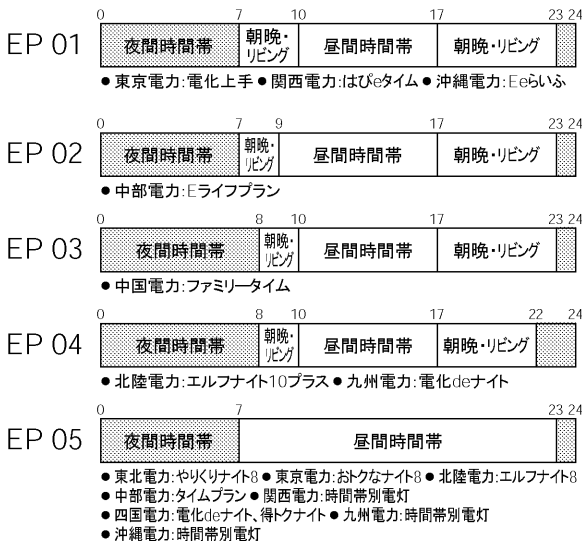 0 7 10 17 23 24
EP 01 夜間時間帯 朝晩・リビング 昼間時間帯 朝晩・リビング
● 東京電力:電化上手 ● 関西電力:はぴeタイム ● 沖縄電力:Eeらいふ
0 7 9 17 23 24
EP 02 夜間時間帯 朝晩・リビング 昼間時間帯 朝晩・リビング
● 中部電力:Eライフプラン
0 8 10 17 23 24
EP 03 夜間時間帯 朝晩・リビング 昼間時間帯 朝晩・リビング
● 中国電力:ファミリータイム
0 8 10 17 22 24
EP 04 夜間時間帯 朝晩・リビング 昼間時間帯 朝晩・リビング
● 北陸電力:エルフナイト10プラス ● 九州電力:電化deナイト
0 7 23 24
EP 05 夜間時間帯 昼間時間帯
● 東北電力:やりくりナイト8 ● 東京電力:おトクなナイト8 ● 北陸電力:エルフナイト8
● 中部電力:タイムプラン ● 関西電力:時間帯別電灯
● 四国電力:電化deナイト、得トクナイト ● 九州電力:時間帯別電灯
● 沖縄電力:時間帯別電灯